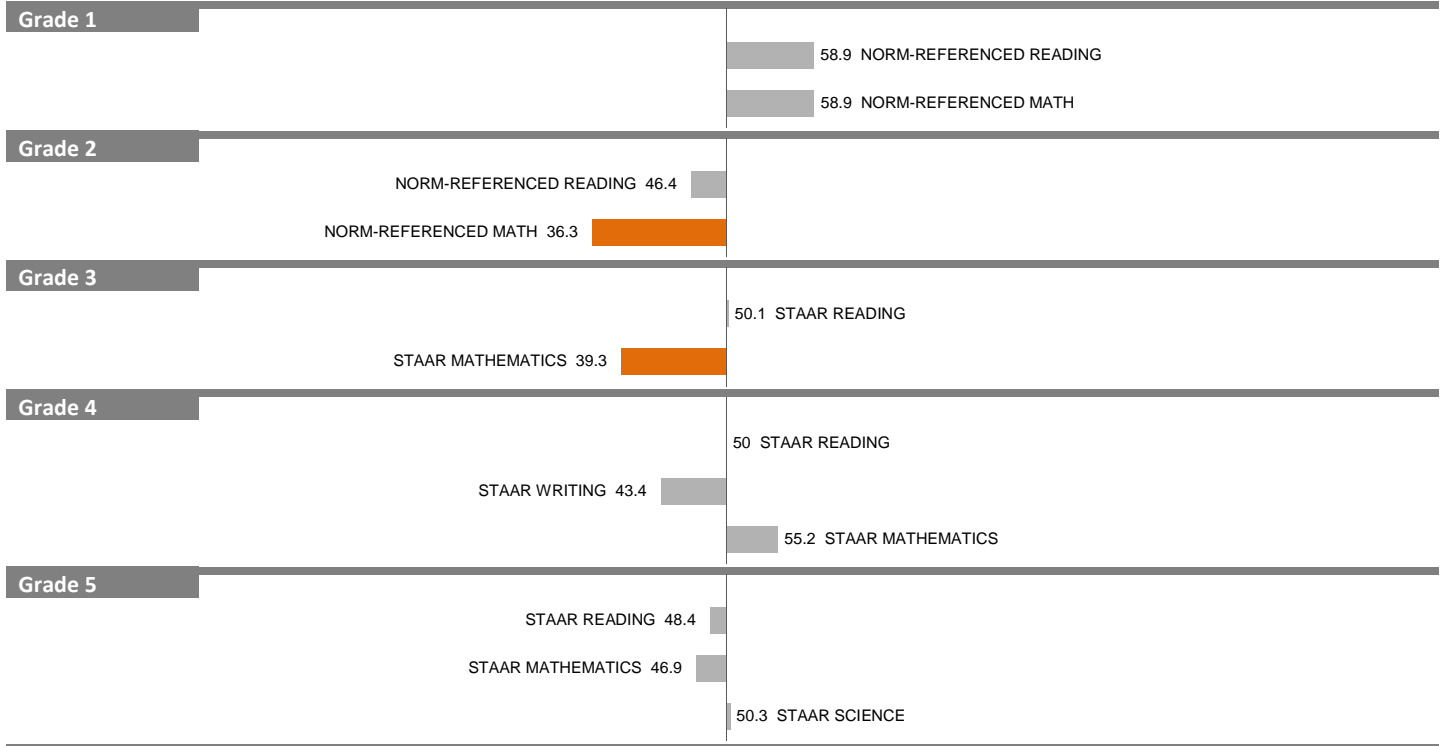 Grade 1
58.9 NORM-REFERENCED READING
58.9 NORM-REFERENCED MATH
Grade 2
NORM-REFERENCED READING 46.4
NORM-REFERENCED MATH 36.3
Grade 3
50.1 STAAR READING
STAAR MATHEMATICS 39.3
Grade 4
50 STAAR READING
STAAR WRITING 43.4
55.2 STAAR MATHEMATICS
Grade 5
STAAR READING 48.4
STAAR MATHEMATICS 46.9
50.3 STAAR SCIENCE